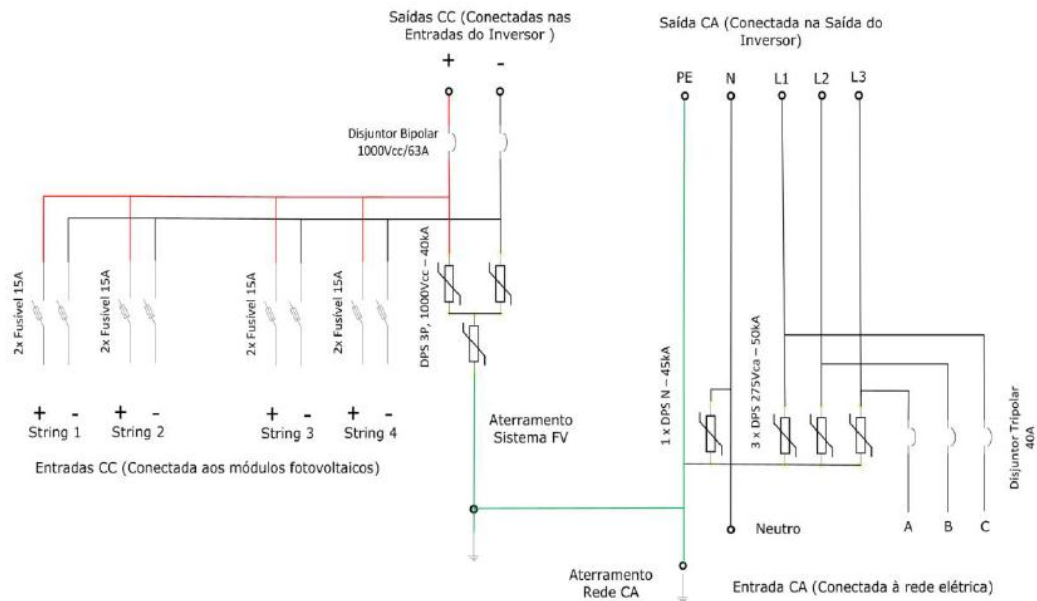 Saídas CC (Conectadas nas
Entradas do Inversor )
+ -
Saída CA (Conectada na Saída do
Inversor)
PE N L1 L2 L3
Disjuntor Bipolar
1000Vcc/63A
2x Fusível 15A
2x Fusível 15A
2x Fusível 15A
2x Fusível 15A
DPS 3P, 1000Vcc – 40kA
1 x DPS N – 45kA
3 x DPS 275Vca – 50kA
Disjuntor Tripolar
40A
+ - + - + - + -
String 1 String 2 String 3 String 4
Entradas CC (Conectada aos módulos fotovoltaicos)
Aterramento
Sistema FV
Neutro
A B C
Aterramento
Rede CA
Entrada CA (Conectada à rede elétrica)